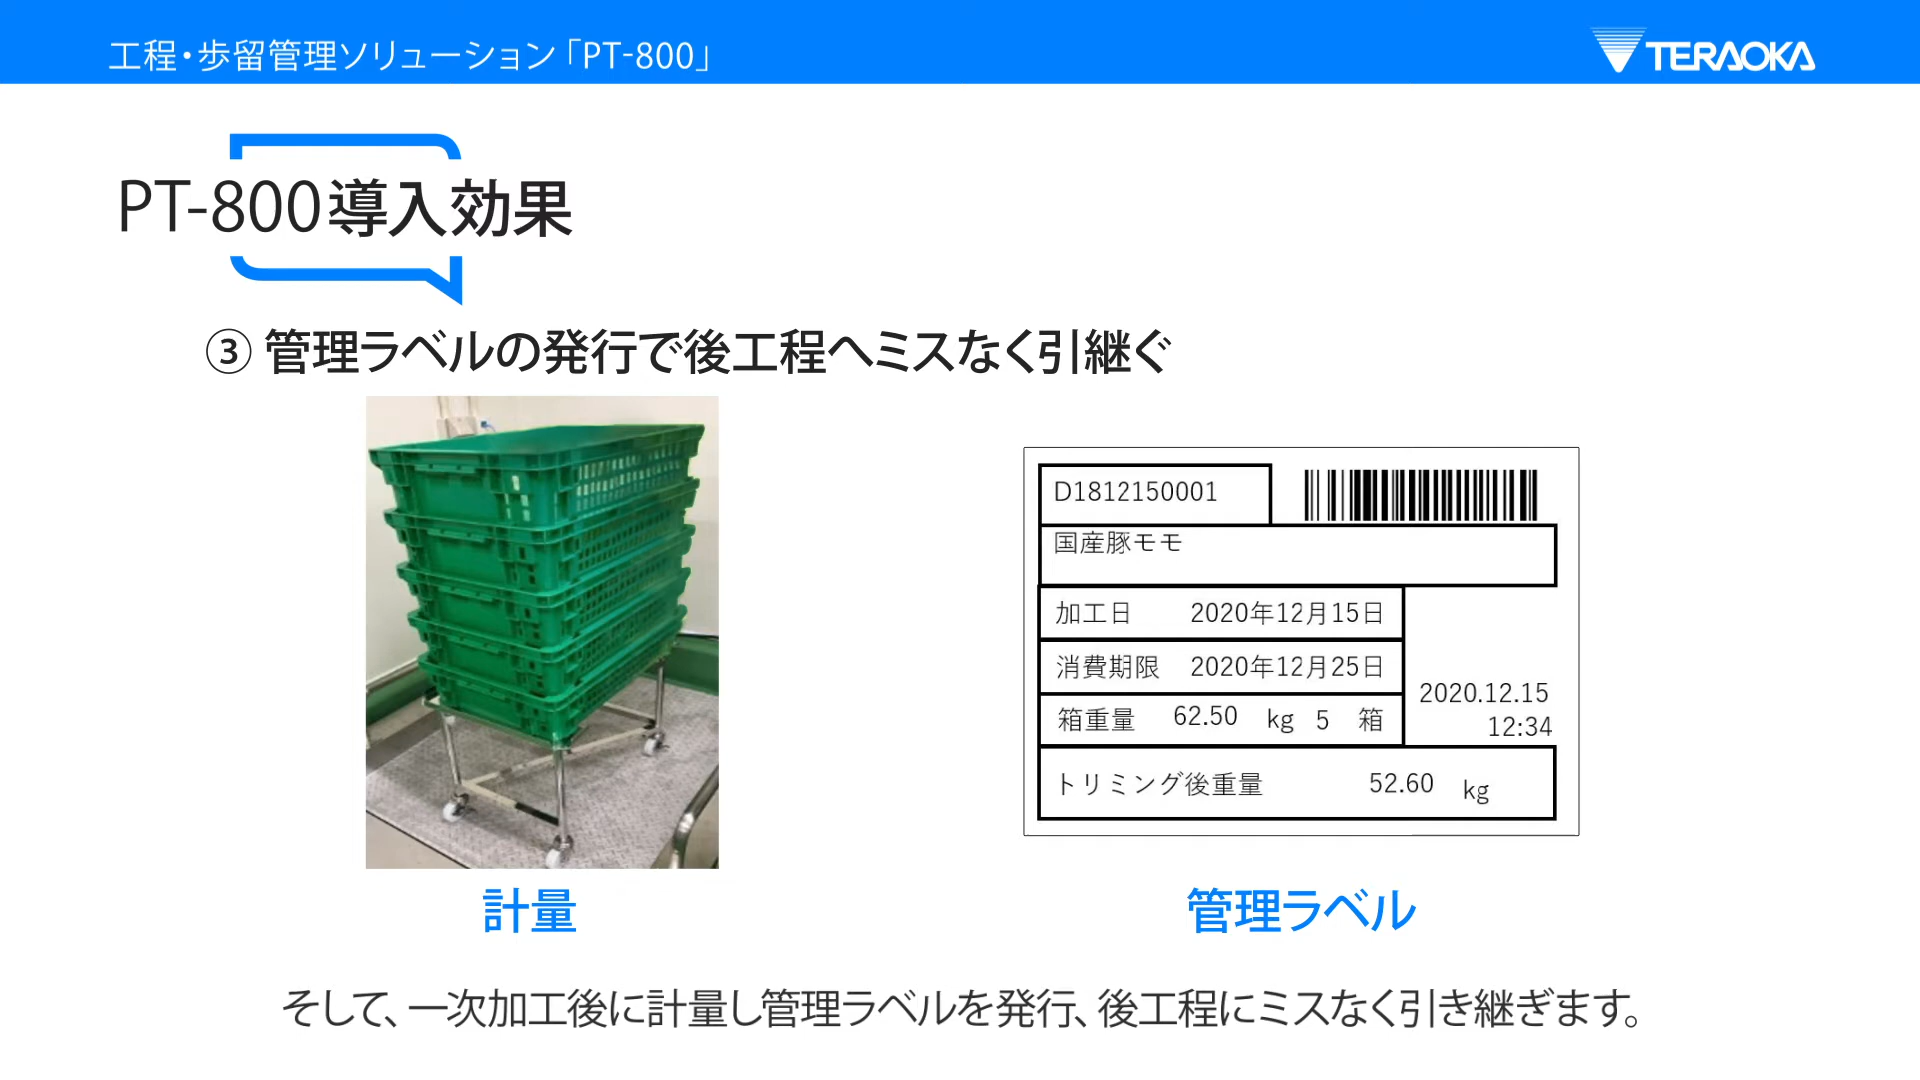 工程・歩留管理ソリューション「PT-800」
TERAOKA
PT-800導入効果
③ 管理ラベルの発行で後工程へミスなく引継ぐ
D1812150001
国産豚モモ
加工日 2020年12月15日
消費期限 2020年12月25日
箱重量 62.50 kg 5 箱
2020.12.15
12:34
トリミング後重量 52.60 kg
計量
管理ラベル
そして、一次加工後に計量し管理ラベルを発行、後工程にミスなく引き継ぎます。